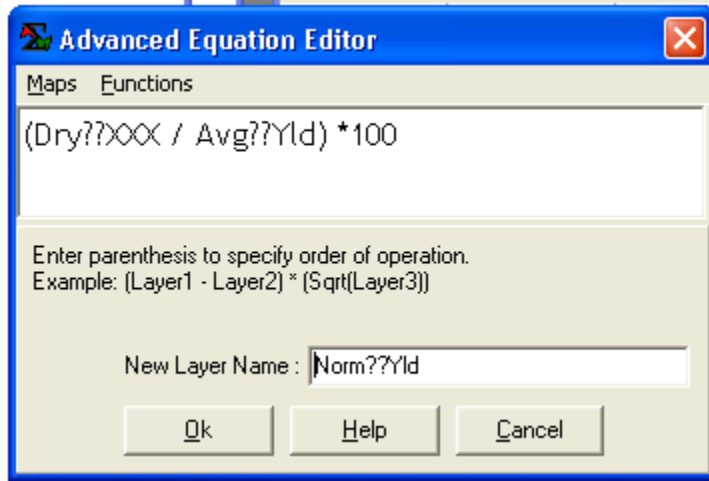 Advanced Equation Editor
Maps Functions
(Dry??XXX / Avg??Yld) *100
Enter parenthesis to specify order of operation.
Example: (Layer1 - Layer2) * (Sqrt(Layer3))
New Layer Name : Norm??Yld
Ok Help Cancel